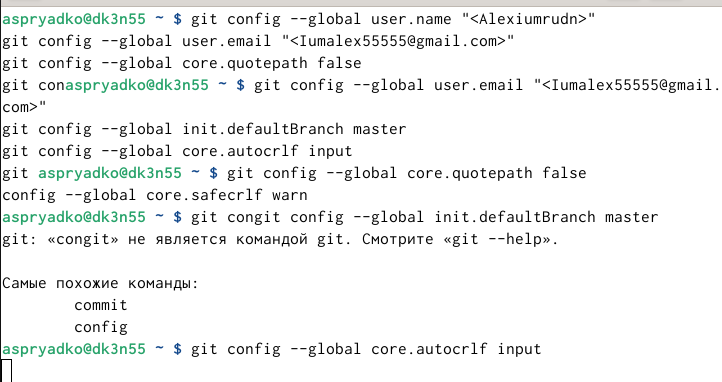 aspryadko@dk3n55 ~ $ git config --global user.name "<Alexiumrudn>"
git config --global user.email "<Iumalex55555@gmail.com>"
git config --global core.quotepath false
git conaspryadko@dk3n55 ~ $ git config --global user.email "<Iumalex55555@gmail.
com>"
git config --global init.defaultBranch master
git config --global core.autocrlf input
git aspryadko@dk3n55 ~ $ git config --global core.quotepath false
config --global core.safecrlf warn
aspryadko@dk3n55 ~ $ git congit config --global init.defaultBranch master
git: «congit» не является командой git. Смотрите «git --help».
Самые похожие команды:
commit
config
aspryadko@dk3n55 ~ $ git config --global core.autocrlf input